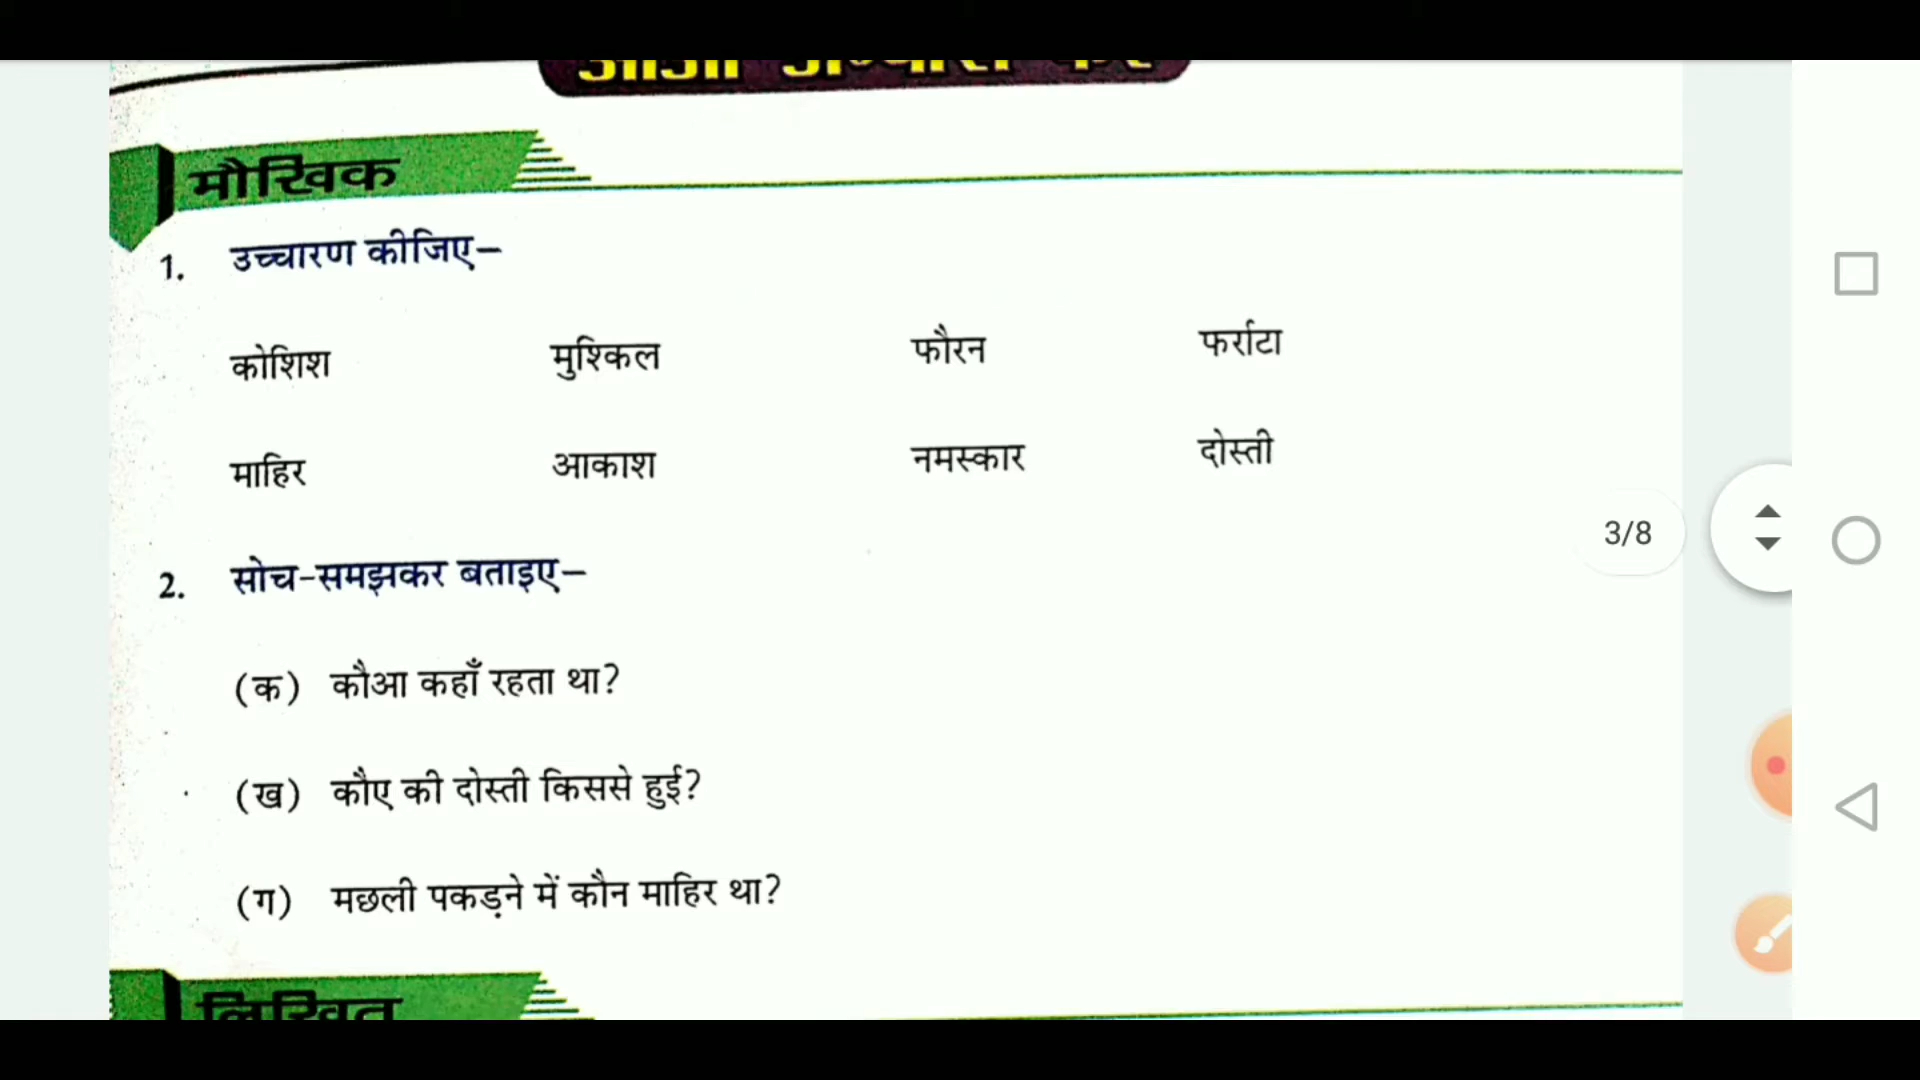 मौखिक
1. उच्चारण कीजिए–
कोशिश मुश्किल फौरन फर्राटा
माहिर आकाश नमस्कार दोस्ती
2. सोच-समझकर बताइए–
(क) कौआ कहाँ रहता था?
(ख) कौए की दोस्ती किससे हुई?
(ग) मछली पकड़ने में कौन माहिर था?
3/8
लिखित